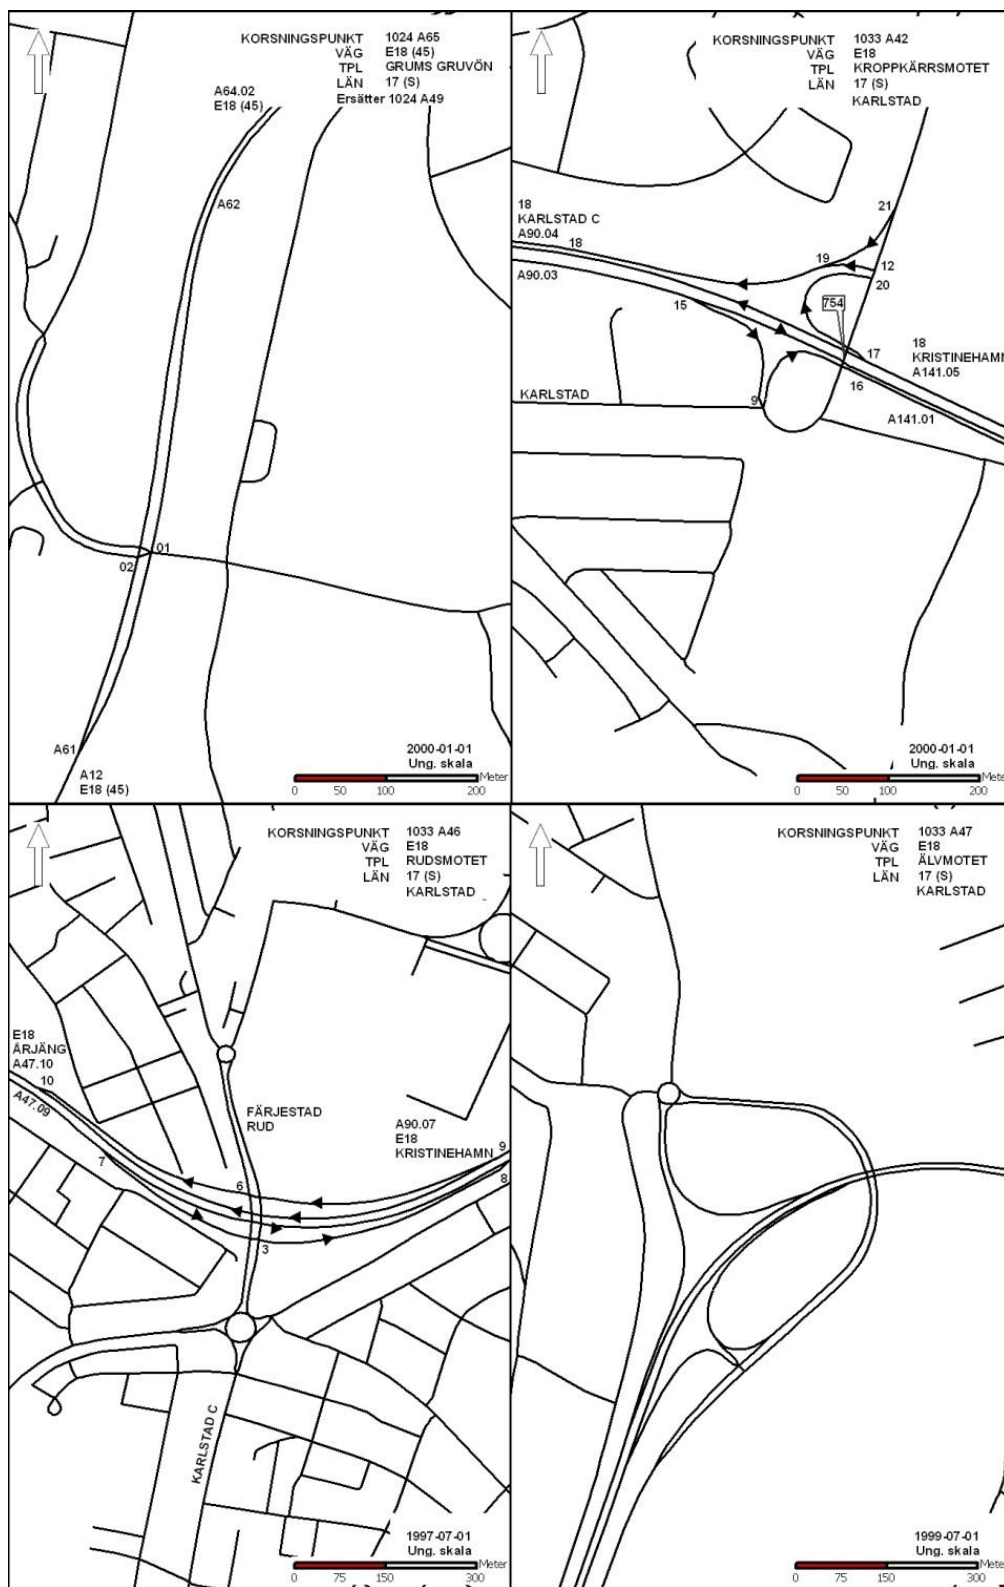 KORSNINGSPUNKT 1024 A65
VÄG E18 (45)
TPL GRUMS GRUVÖN
LÄN 17 (S)
Ersätter 1024 A49
A64.02
E18 (45)
A62
01
02
A61
A12
E18 (45)
2000-01-01
Ung. skala
Meter
0 50 100 200
KORSNINGSPUNKT 1033 A42
VÄG E18
TPL KROPPKÄRRSMOTET
LÄN 17 (S)
KARLSTAD
21
18
KARLSTAD C
A90.04
18
19
12
20
A90.03
754
15
17
18
KRISTINEHAMN
A141.05
16
KARLSTAD
9
A141.01
2000-01-01
Ung. skala
Meter
0 50 100 200
KORSNINGSPUNKT 1033 A46
VÄG E18
TPL RUDSMOTET
LÄN 17 (S)
KARLSTAD
E18
ÅRJÄNG
A47.10
10
A47.09
FÄRJESTAD
RUD
A90.07
E18
KRISTINEHAMN
9
8
7
6
3
KARLSTAD C
1997-07-01
Ung. skala
Meter
0 75 150 300
KORSNINGSPUNKT 1033 A47
VÄG E18
TPL ÄLVMOTET
LÄN 17 (S)
KARLSTAD
1999-07-01
Ung. skala
Meter
0 75 150 300